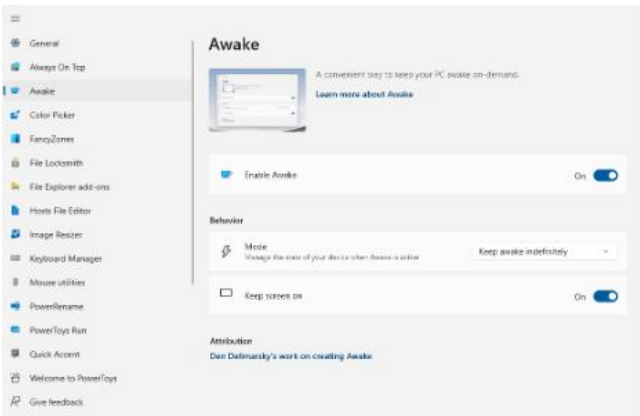 General
Always On Top
Awake
Color Picker
FancyZones
File Locksmith
File Explorer add-ons
Hosts File Editor
Image Resizer
Keyboard Manager
Mouse utilities
PowerRename
PowerToys Run
Quick Accent
Welcome to PowerToys
Give feedback
Awake
A convenient way to keep your PC awake on-demand.
Learn more about Awake
Enable Awake
On
Behavior
Mode
Manage the state of your device when Awake is active
Keep awake indefinitely
Keep screen on
On
Attribution
Den Delimarsky's work on creating Awake